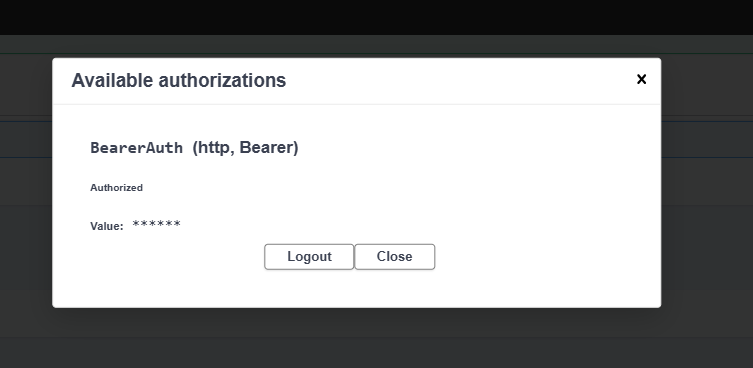 Available authorizations
BearerAuth (http, Bearer)
Authorized
Value: ******
Logout Close